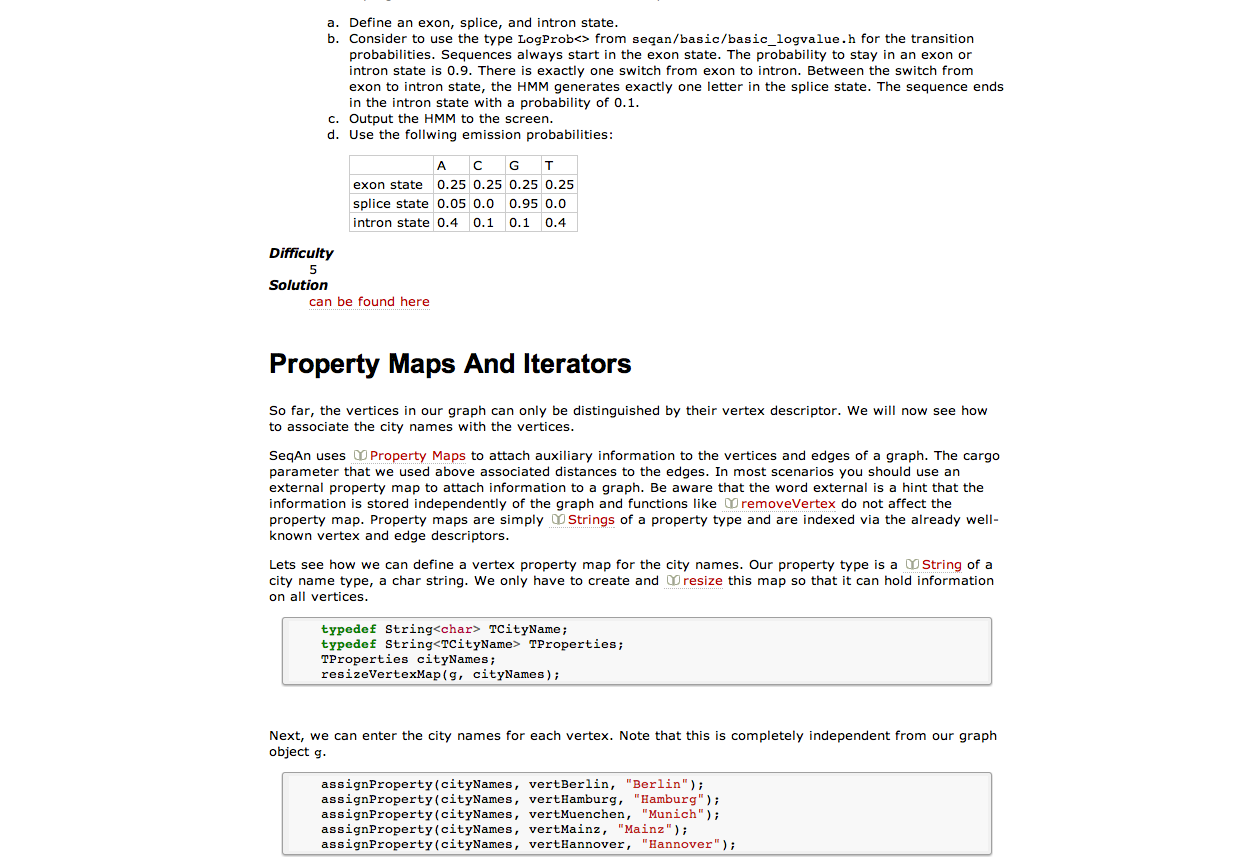 a. Define an exon, splice, and intron state.
b. Consider to use the type LogProb<> from seqan/basic/basic_logvalue.h for the transition
probabilities. Sequences always start in the exon state. The probability to stay in an exon or
intron state is 0.9. There is exactly one switch from exon to intron. Between the switch from
exon to intron state, the HMM generates exactly one letter in the splice state. The sequence ends
in the intron state with a probability of 0.1.
c. Output the HMM to the screen.
d. Use the follwing emission probabilities:
A C G T
exon state 0.25 0.25 0.25 0.25
splice state 0.05 0.0 0.95 0.0
intron state 0.4 0.1 0.1 0.4
Difficulty
5
Solution
can be found here
Property Maps And Iterators
So far, the vertices in our graph can only be distinguished by their vertex descriptor. We will now see how
to associate the city names with the vertices.
SeqAn uses Property Maps to attach auxiliary information to the vertices and edges of a graph. The cargo
parameter that we used above associated distances to the edges. In most scenarios you should use an
external property map to attach information to a graph. Be aware that the word external is a hint that the
information is stored independently of the graph and functions like removeVertex do not affect the
property map. Property maps are simply Strings of a property type and are indexed via the already well-
known vertex and edge descriptors.
Lets see how we can define a vertex property map for the city names. Our property type is a String of a
city name type, a char string. We only have to create and resize this map so that it can hold information
on all vertices.
typedef String<char> TCityName;
typedef String<TCityName> TProperties;
TProperties cityNames;
resizeVertexMap(g, cityNames);
Next, we can enter the city names for each vertex. Note that this is completely independent from our graph
object g.
assignProperty(cityNames, vertBerlin, "Berlin");
assignProperty(cityNames, vertHamburg, "Hamburg");
assignProperty(cityNames, vertMuenchen, "Munich");
assignProperty(cityNames, vertMainz, "Mainz");
assignProperty(cityNames, vertHannover, "Hannover");